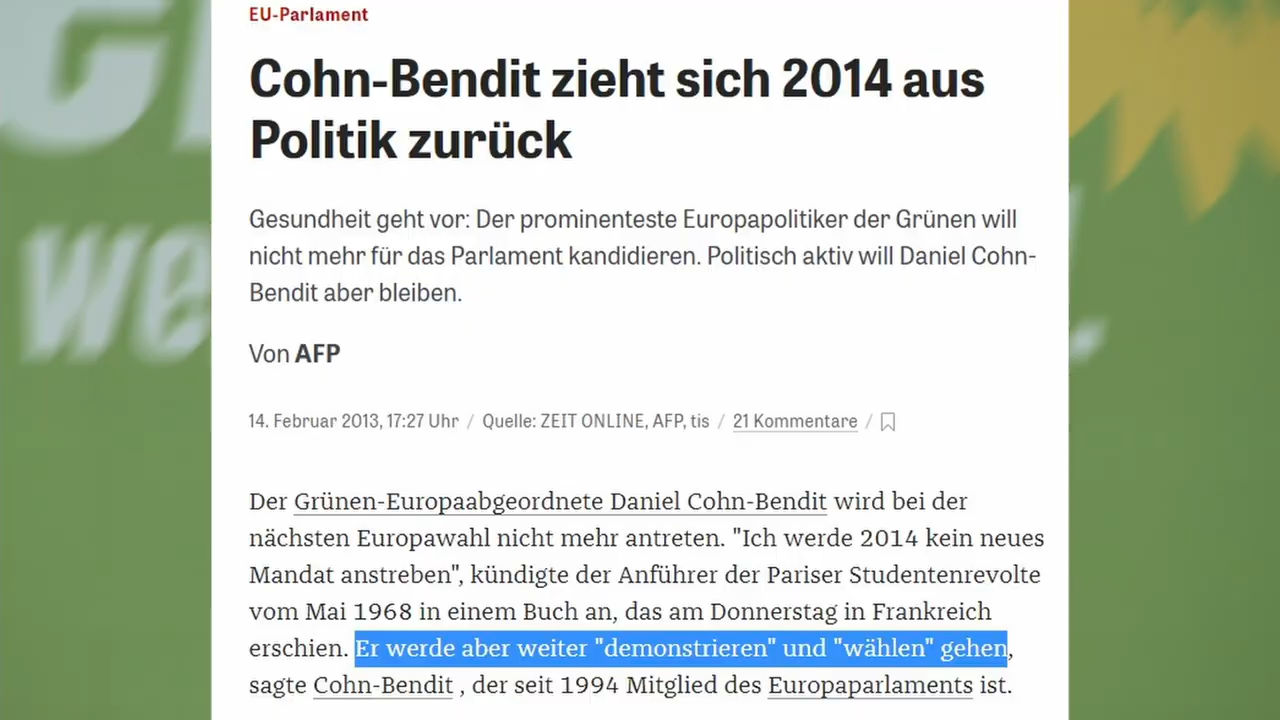 EU-Parlament
Cohn-Bendit zieht sich 2014 aus
Politik zurück
Gesundheit geht vor: Der prominenteste Europapolitiker der Grünen will
nicht mehr für das Parlament kandidieren. Politisch aktiv will Daniel Cohn-
Bendit aber bleiben.
Von AFP
14. Februar 2013, 17:27 Uhr / Quelle: ZEIT ONLINE, AFP, tis / 21 Kommentare /
Der Grünen-Europaabgeordnete Daniel Cohn-Bendit wird bei der
nächsten Europawahl nicht mehr antreten. "Ich werde 2014 kein neues
Mandat anstreben", kündigte der Anführer der Pariser Studentenrevolte
vom Mai 1968 in einem Buch an, das am Donnerstag in Frankreich
erschien. Er werde aber weiter "demonstrieren" und "wählen" gehen,
sagte Cohn-Bendit , der seit 1994 Mitglied des Europaparlaments ist.